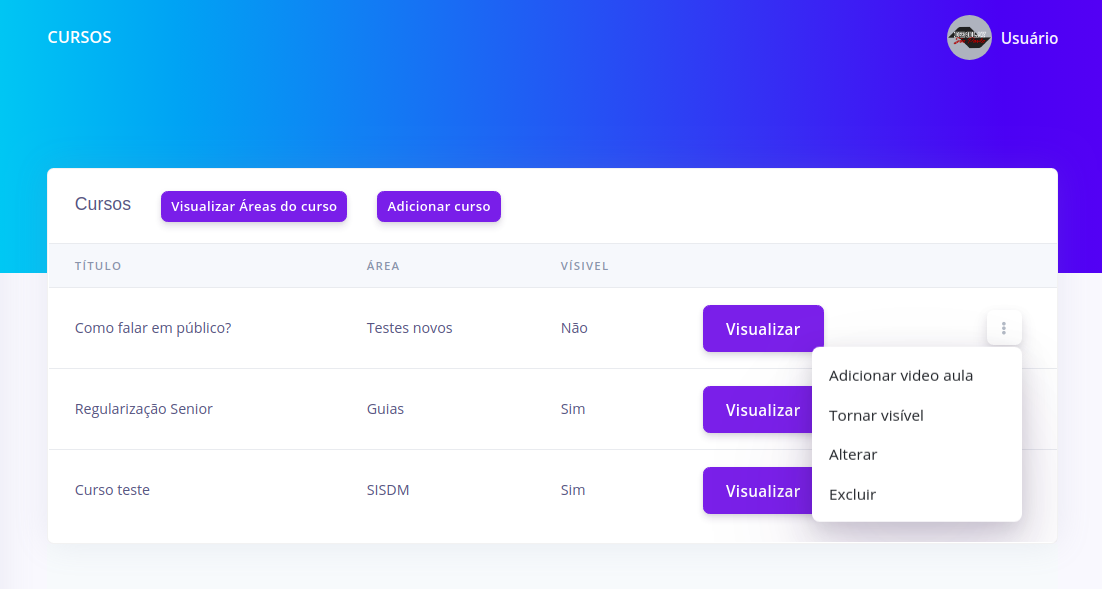 CURSOS
Usuário
Cursos Visualizar Áreas do curso Adicionar curso
TÍTULO ÁREA VÍSIVEL
Como falar em público? Testes novos Não Visualizar
Regularização Senior Guias Sim Visualizar
Curso teste SISDM Sim Visualizar
Adicionar video aula
Tornar visível
Alterar
Excluir